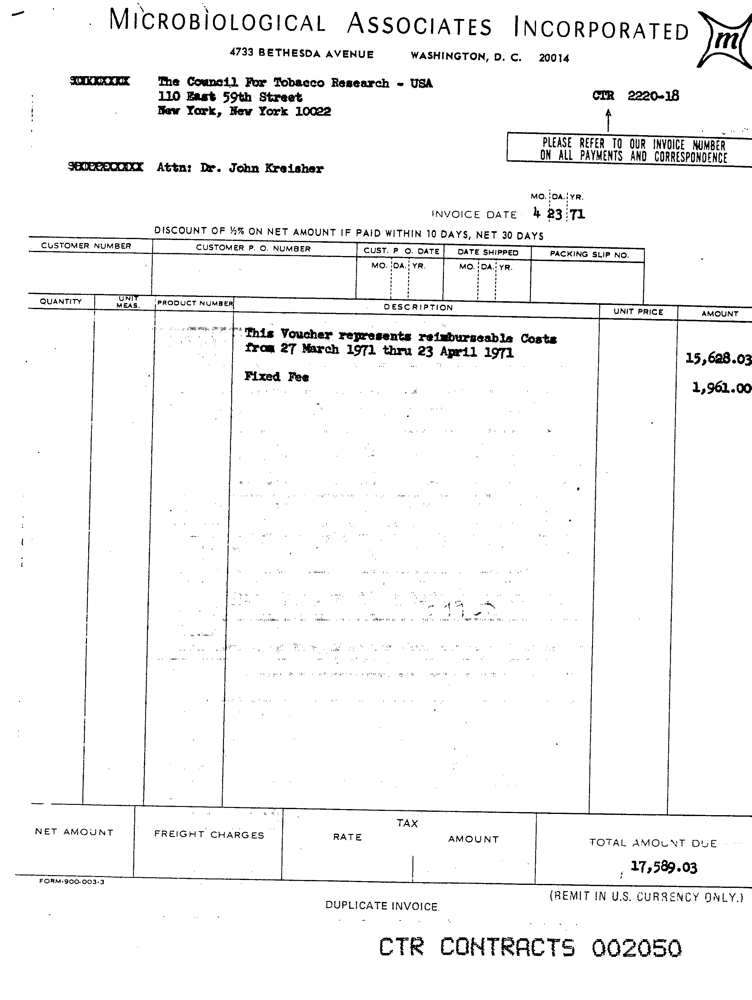 MICROBIOLOGICAL ASSOCIATES INCORPORATED
m
4733 BETHESDA AVENUE WASHINGTON, D. C. 20014
The Council For Tobacco Research - USA
110 East 59th Street
New York, New York 10022
CTR 2220-18
PLEASE REFER TO OUR INVOICE NUMBER
ON ALL PAYMENTS AND CORRESPONDENCE
Attn: Dr. John Kreisher
MO. DA. YR.
INVOICE DATE 4 23 71
DISCOUNT OF ½% ON NET AMOUNT IF PAID WITHIN 10 DAYS, NET 30 DAYS
CUSTOMER NUMBER CUSTOMER P. O. NUMBER CUST. P O. DATE DATE SHIPPED PACKING SLIP NO.
MO. DA. YR. MO. DA. YR.
QUANTITY UNIT MEAS. PRODUCT NUMBER DESCRIPTION UNIT PRICE AMOUNT
This Voucher represents reimburseable Costs
from 27 March 1971 thru 23 April 1971 15,628.03
Fixed Fee 1,961.00
NET AMOUNT FREIGHT CHARGES TAX
RATE AMOUNT TOTAL AMOUNT DUE
17,589.03
FORM-900-003-3
(REMIT IN U.S. CURRENCY ONLY.)
DUPLICATE INVOICE
CTR CONTRACTS 002050